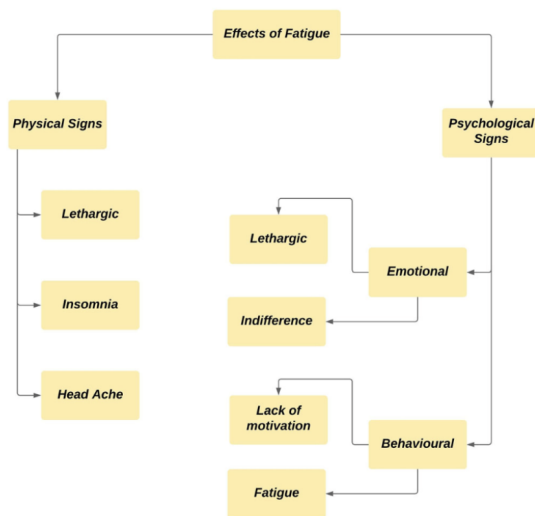 Effects of Fatigue
Physical Signs
Psychological
Signs
Lethargic
Insomnia
Head Ache
Lethargic
Emotional
Indifference
Lack of
motivation
Behavioural
Fatigue